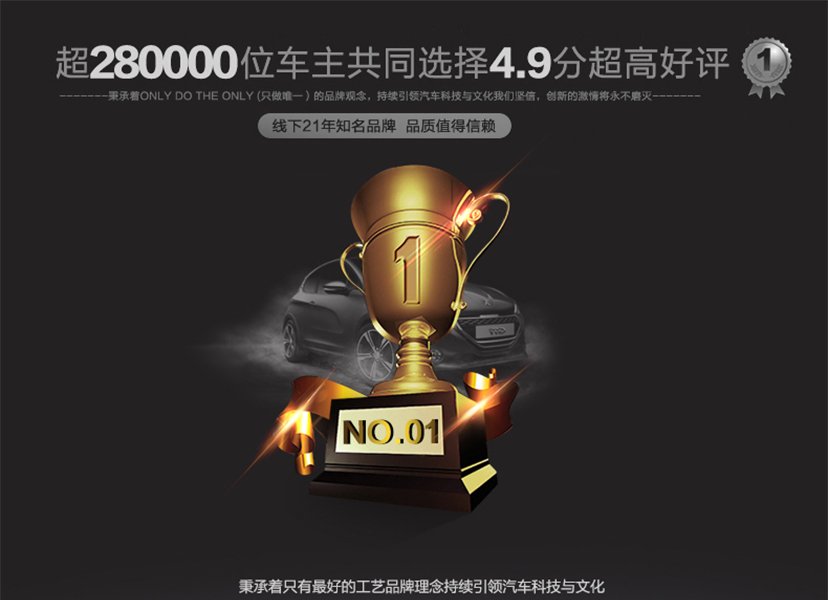 超280000位车主共同选择4.9分超高好评
1
-------秉承着ONLY DO THE ONLY (只做唯一）的品牌观念，持续引领汽车科技与文化我们坚信，创新的激情将永不磨灭-------
线下21年知名品牌 品质值得信赖
1
NO.01
秉承着只有最好的工艺品牌理念持续引领汽车科技与文化